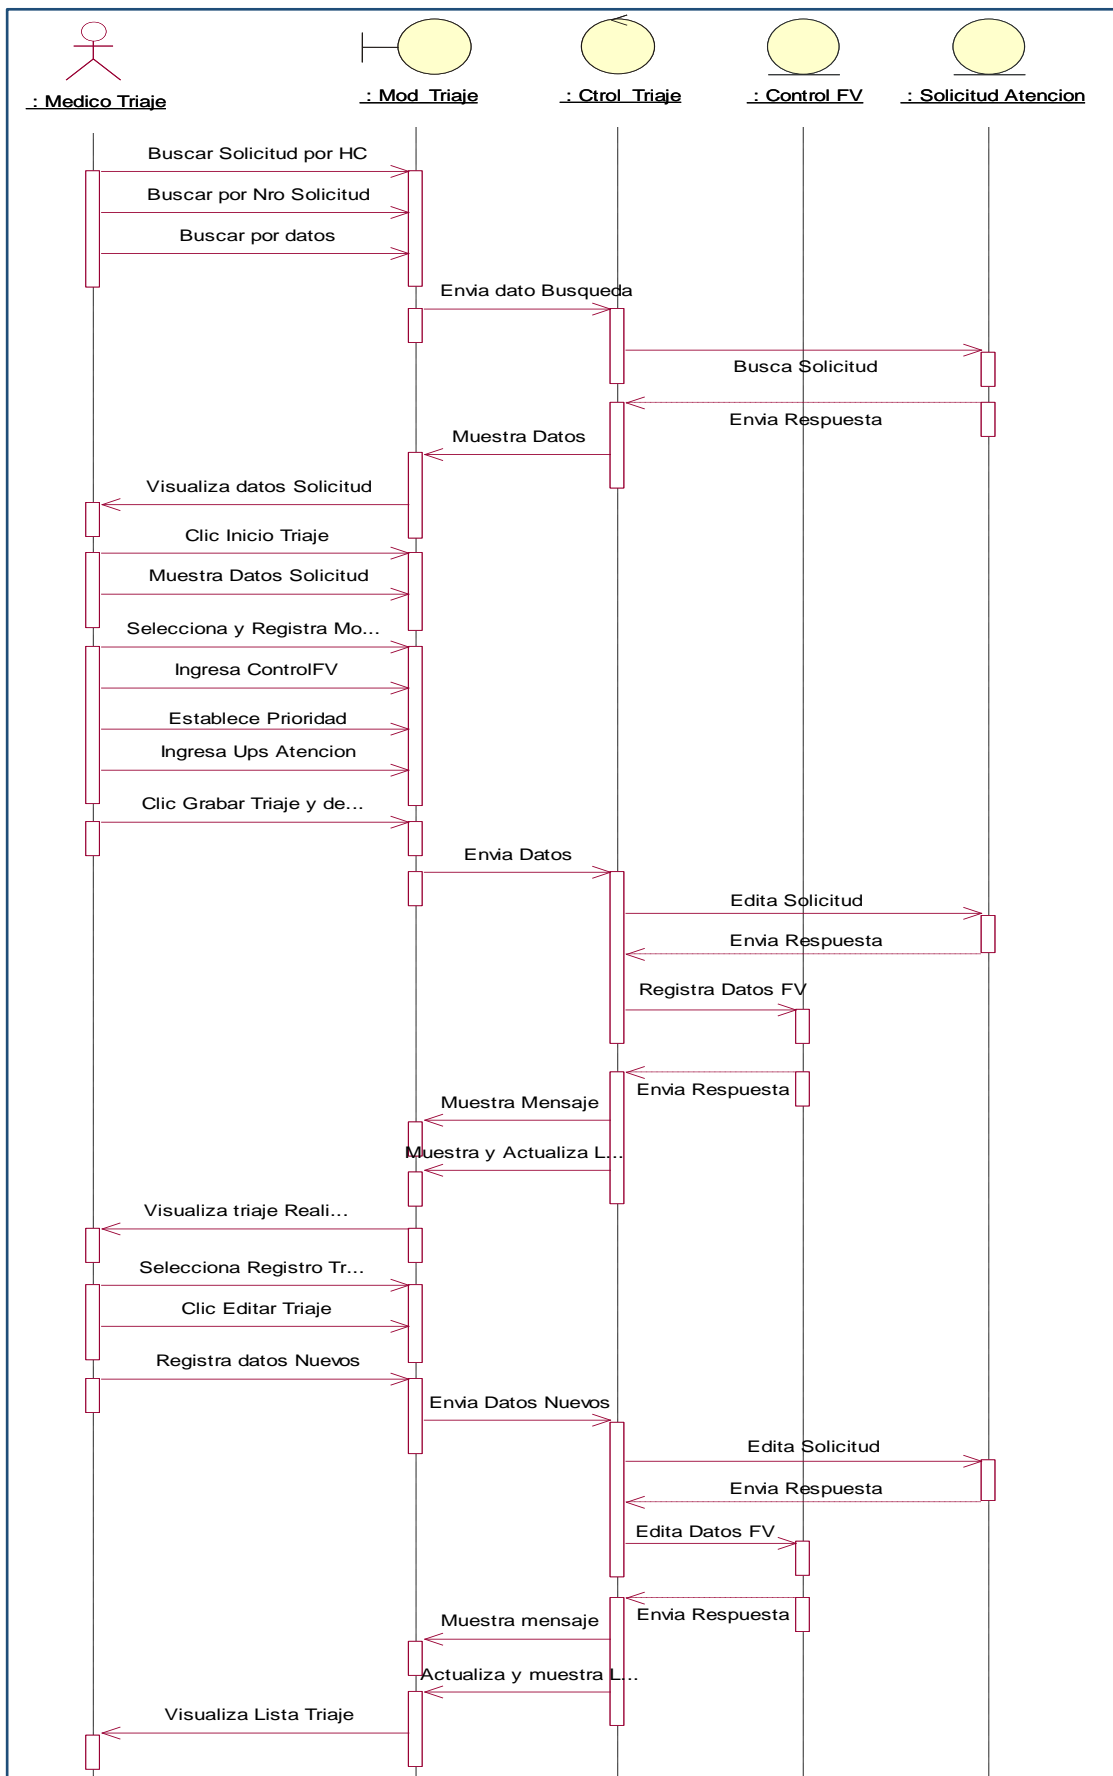 : Medico Triaje
: Mod_Triaje
: Ctrol_Triaje
: Control FV
: Solicitud Atencion
Buscar Solicitud por HC
Buscar por Nro Solicitud
Buscar por datos
Envia dato Busqueda
Busca Solicitud
Envia Respuesta
Muestra Datos
Visualiza datos Solicitud
Clic Inicio Triaje
Muestra Datos Solicitud
Selecciona y Registra Mo...
Ingresa ControlFV
Establece Prioridad
Ingresa Ups Atencion
Clic Grabar Triaje y de...
Envia Datos
Edita Solicitud
Envia Respuesta
Registra Datos FV
Envia Respuesta
Muestra Mensaje
Muestra y Actualiza L...
Visualiza triaje Reali...
Selecciona Registro Tr...
Clic Editar Triaje
Registra datos Nuevos
Envia Datos Nuevos
Edita Solicitud
Envia Respuesta
Edita Datos FV
Envia Respuesta
Muestra mensaje
Actualiza y muestra L...
Visualiza Lista Triaje